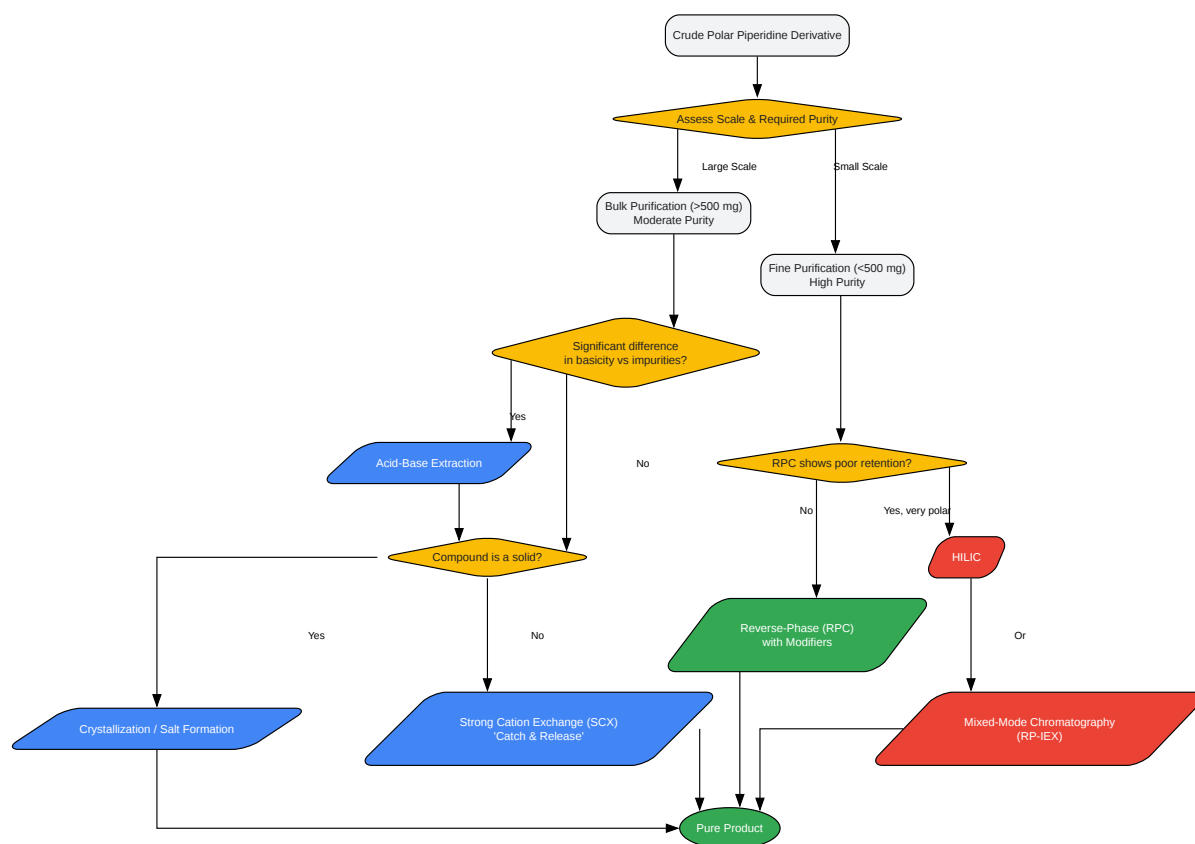 Crude Polar Piperidine Derivative
Assess Scale & Required Purity
Large Scale
Small Scale
Bulk Purification (>500 mg)
Moderate Purity
Fine Purification (<500 mg)
High Purity
Significant difference
in basicity vs impurities?
Yes
Acid-Base Extraction
No
RPC shows poor retention?
No
Yes, very polar
Compound is a solid?
HILIC
Reverse-Phase (RPC)
with Modifiers
Yes
No
Or
Crystallization / Salt Formation
Strong Cation Exchange (SCX)
'Catch & Release'
Mixed-Mode Chromatography
(RP-IEX)
Pure Product